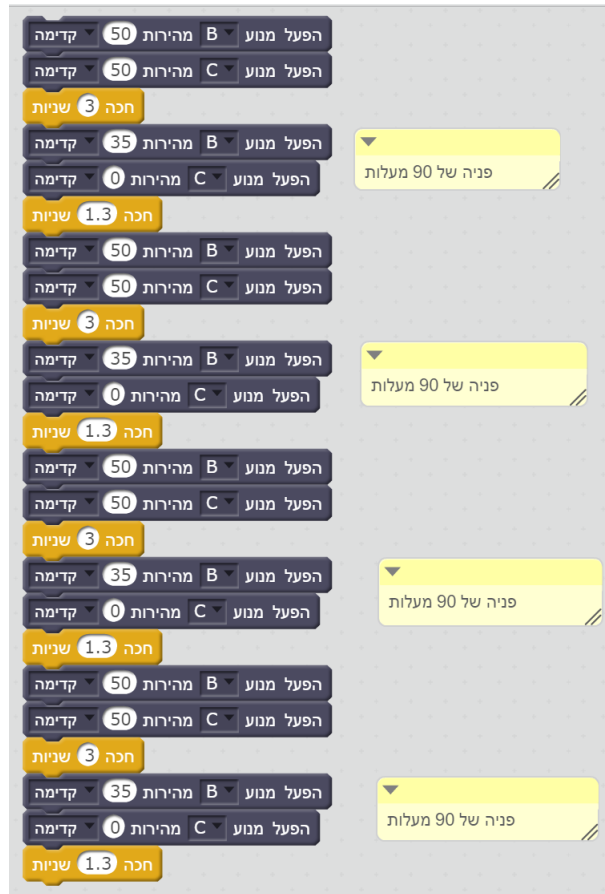 הפעל מנוע B מהירות 50 קדימה
הפעל מנוע C מהירות 50 קדימה
חכה 3 שניות
הפעל מנוע B מהירות 35 קדימה
פניה של 90 מעלות
הפעל מנוע C מהירות 0 קדימה
חכה 1.3 שניות
הפעל מנוע B מהירות 50 קדימה
הפעל מנוע C מהירות 50 קדימה
חכה 3 שניות
הפעל מנוע B מהירות 35 קדימה
פניה של 90 מעלות
הפעל מנוע C מהירות 0 קדימה
חכה 1.3 שניות
הפעל מנוע B מהירות 50 קדימה
הפעל מנוע C מהירות 50 קדימה
חכה 3 שניות
הפעל מנוע B מהירות 35 קדימה
פניה של 90 מעלות
הפעל מנוע C מהירות 0 קדימה
חכה 1.3 שניות
הפעל מנוע B מהירות 50 קדימה
הפעל מנוע C מהירות 50 קדימה
חכה 3 שניות
הפעל מנוע B מהירות 35 קדימה
פניה של 90 מעלות
הפעל מנוע C מהירות 0 קדימה
חכה 1.3 שניות